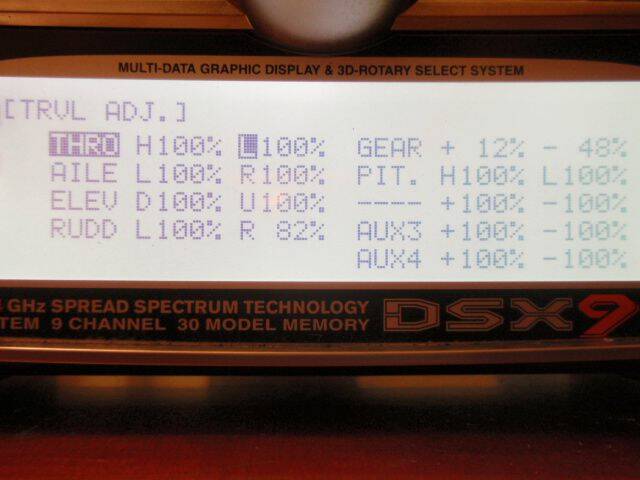 MULTI-DATA GRAPHIC DISPLAY & 3D-ROTARY SELECT SYSTEM
[TRVL ADJ.]
THRO H100% L100% GEAR + 12% - 48%
AILE L100% R100% PIT. H100% L100%
ELEV D100% U100% ---- +100% -100%
RUDD L100% R 82% AUX3 +100% -100%
AUX4 +100% -100%
GHz SPREAD SPECTRUM TECHNOLOGY
TEM 9 CHANNEL 30 MODEL MEMORY
DSX9